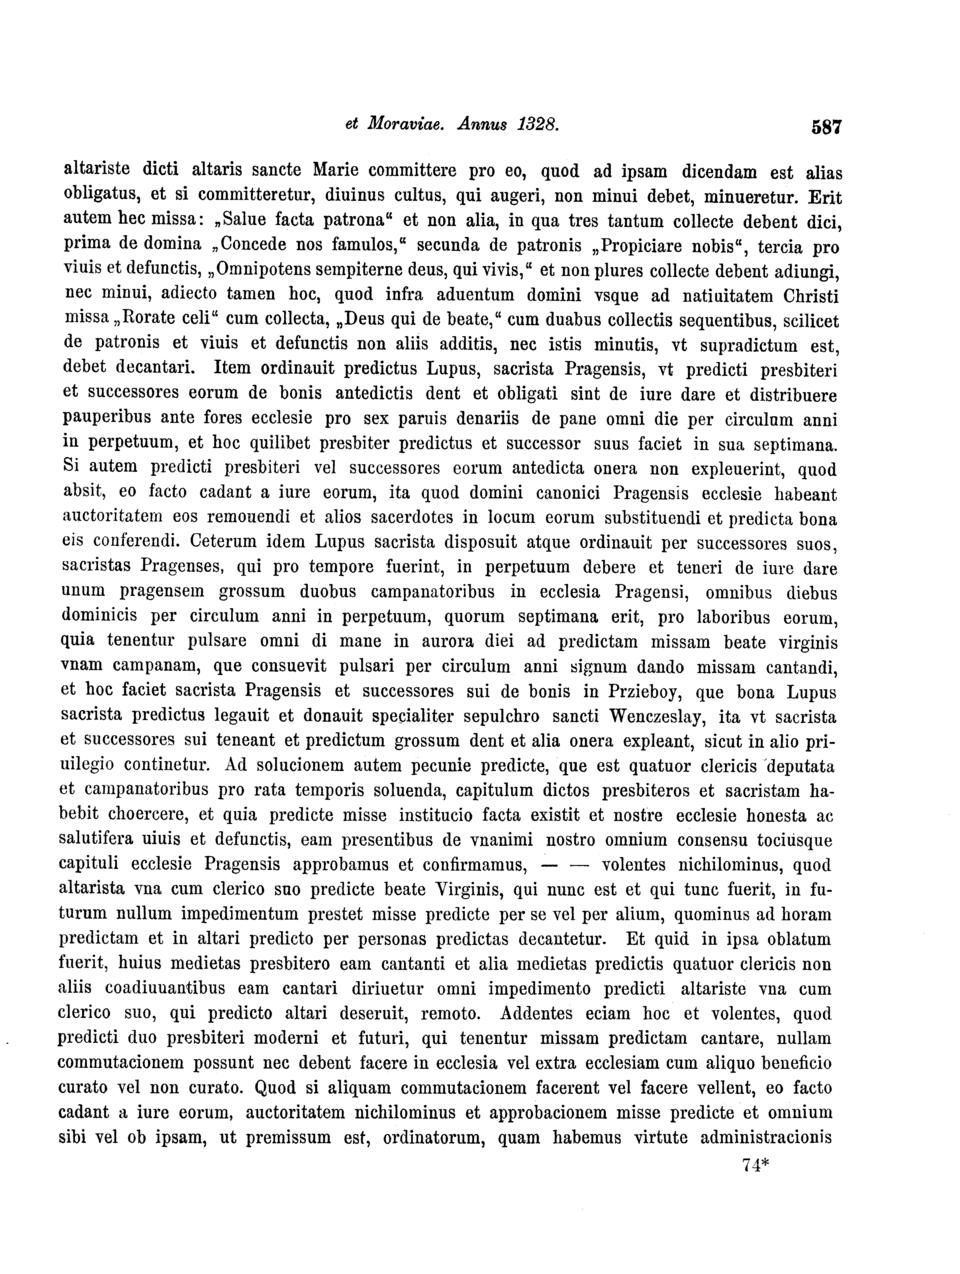 et Moraviae. Annus 1328. 587
altariste dicti altaris sancte Marie committere pro eo, quod ad ipsam dicendam est alias
obligatus, et si committeretur, diuinus cultus, qui augeri, non minui debet, minueretur. Erit
autem hec missa: „Salue facta patrona“ et non alia, in qua tres tantum collecte debent dici,
prima de domina „Concede nos famulos,“ secunda de patronis „Propiciare nobis“, tercia pro
viuis et defunctis, „Omnipotens sempiterne deus, qui vivis,“ et non plures collecte debent adiungi,
nec minui, adiecto tamen hoc, quod infra aduentum domini vsque ad natiuitatem Christi
missa „Rorate celi“ cum collecta, „Deus qui de beate,“ cum duabus collectis sequentibus, scilicet
de patronis et viuis et defunctis non aliis additis, nec istis minutis, vt supradictum est,
debet decantari. Item ordinauit predictus Lupus, sacrista Pragensis, vt predicti presbiteri
et successores eorum de bonis antedictis dent et obligati sint de iure dare et distribuere
pauperibus ante fores ecclesie pro sex paruis denariis de pane omni die per circulum anni
in perpetuum, et hoc quilibet presbiter predictus et successor suus faciet in sua septimana.
Si autem predicti presbiteri vel successores eorum antedicta onera non expleuerint, quod
absit, eo facto cadant a iure eorum, ita quod domini canonici Pragensis ecclesie habeant
auctoritatem eos remouendi et alios sacerdotes in locum eorum substituendi et predicta bona
eis conferendi. Ceterum idem Lupus sacrista disposuit atque ordinauit per successores suos,
sacristas Pragenses, qui pro tempore fuerint, in perpetuum debere et teneri de iure dare
unum pragensem grossum duobus campanatoribus in ecclesia Pragensi, omnibus diebus
dominicis per circulum anni in perpetuum, quorum septimana erit, pro laboribus eorum,
quia tenentur pulsare omni di mane in aurora diei ad predictam missam beate virginis
vnam campanam, que consuevit pulsari per circulum anni signum dando missam cantandi,
et hoc faciet sacrista Pragensis et successores sui de bonis in Przieboy, que bona Lupus
sacrista predictus legauit et donauit specialiter sepulchro sancti Wenczeslay, ita vt sacrista
et successores sui teneant et predictum grossum dent et alia onera expleant, sicut in alio pri-
uilegio continetur. Ad solucionem autem pecunie predicte, que est quatuor clericis deputata
et campanatoribus pro rata temporis soluenda, capitulum dictos presbiteros et sacristam ha-
bebit choercere, et quia predicte misse institucio facta existit et nostre ecclesie honesta ac
salutifera uiuis et defunctis, eam presentibus de vnanimi nostro omnium consensu tociusque
capituli ecclesie Pragensis approbamus et confirmamus, — — volentes nichilominus, quod
altarista vna cum clerico suo predicte beate Virginis, qui nunc est et qui tunc fuerit, in fu-
turum nullum impedimentum prestet misse predicte per se vel per alium, quominus ad horam
predictam et in altari predicto per personas predictas decantetur. Et quid in ipsa oblatum
fuerit, huius medietas presbitero eam cantanti et alia medietas predictis quatuor clericis non
aliis coadiuuantibus eam cantari diriuetur omni impedimento predicti altariste vna cum
clerico suo, qui predicto altari deseruit, remoto. Addentes eciam hoc et volentes, quod
predicti duo presbiteri moderni et futuri, qui tenentur missam predictam cantare, nullam
commutacionem possunt nec debent facere in ecclesia vel extra ecclesiam cum aliquo beneficio
curato vel non curato. Quod si aliquam commutacionem facerent vel facere vellent, eo facto
cadant a iure eorum, auctoritatem nichilominus et approbacionem misse predicte et omnium
sibi vel ob ipsam, ut premissum est, ordinatorum, quam habemus virtute administracionis
74*